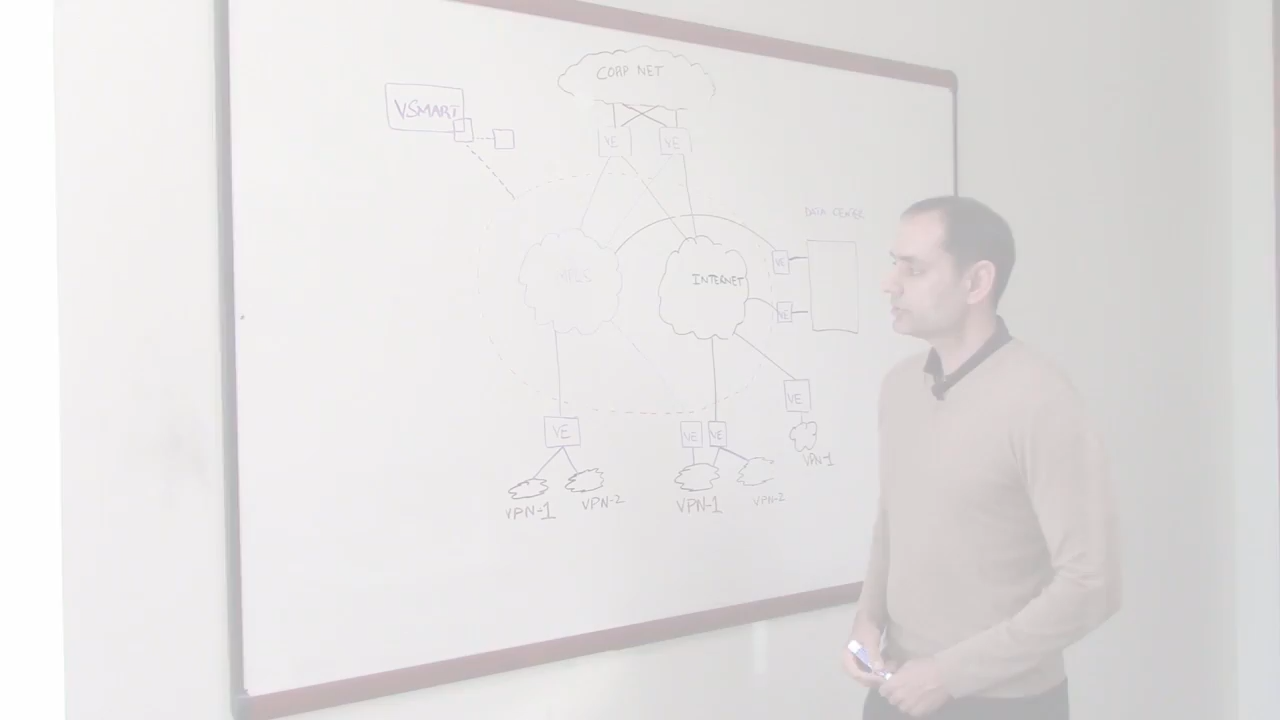 CORP NET
VSMART
VE
VE
DATA CENTER
VE
MPLS
INTERNET
VE
VE
VE
VE
VE
VPN-1
VPN-1
VPN-2
VPN-1
VPN-2